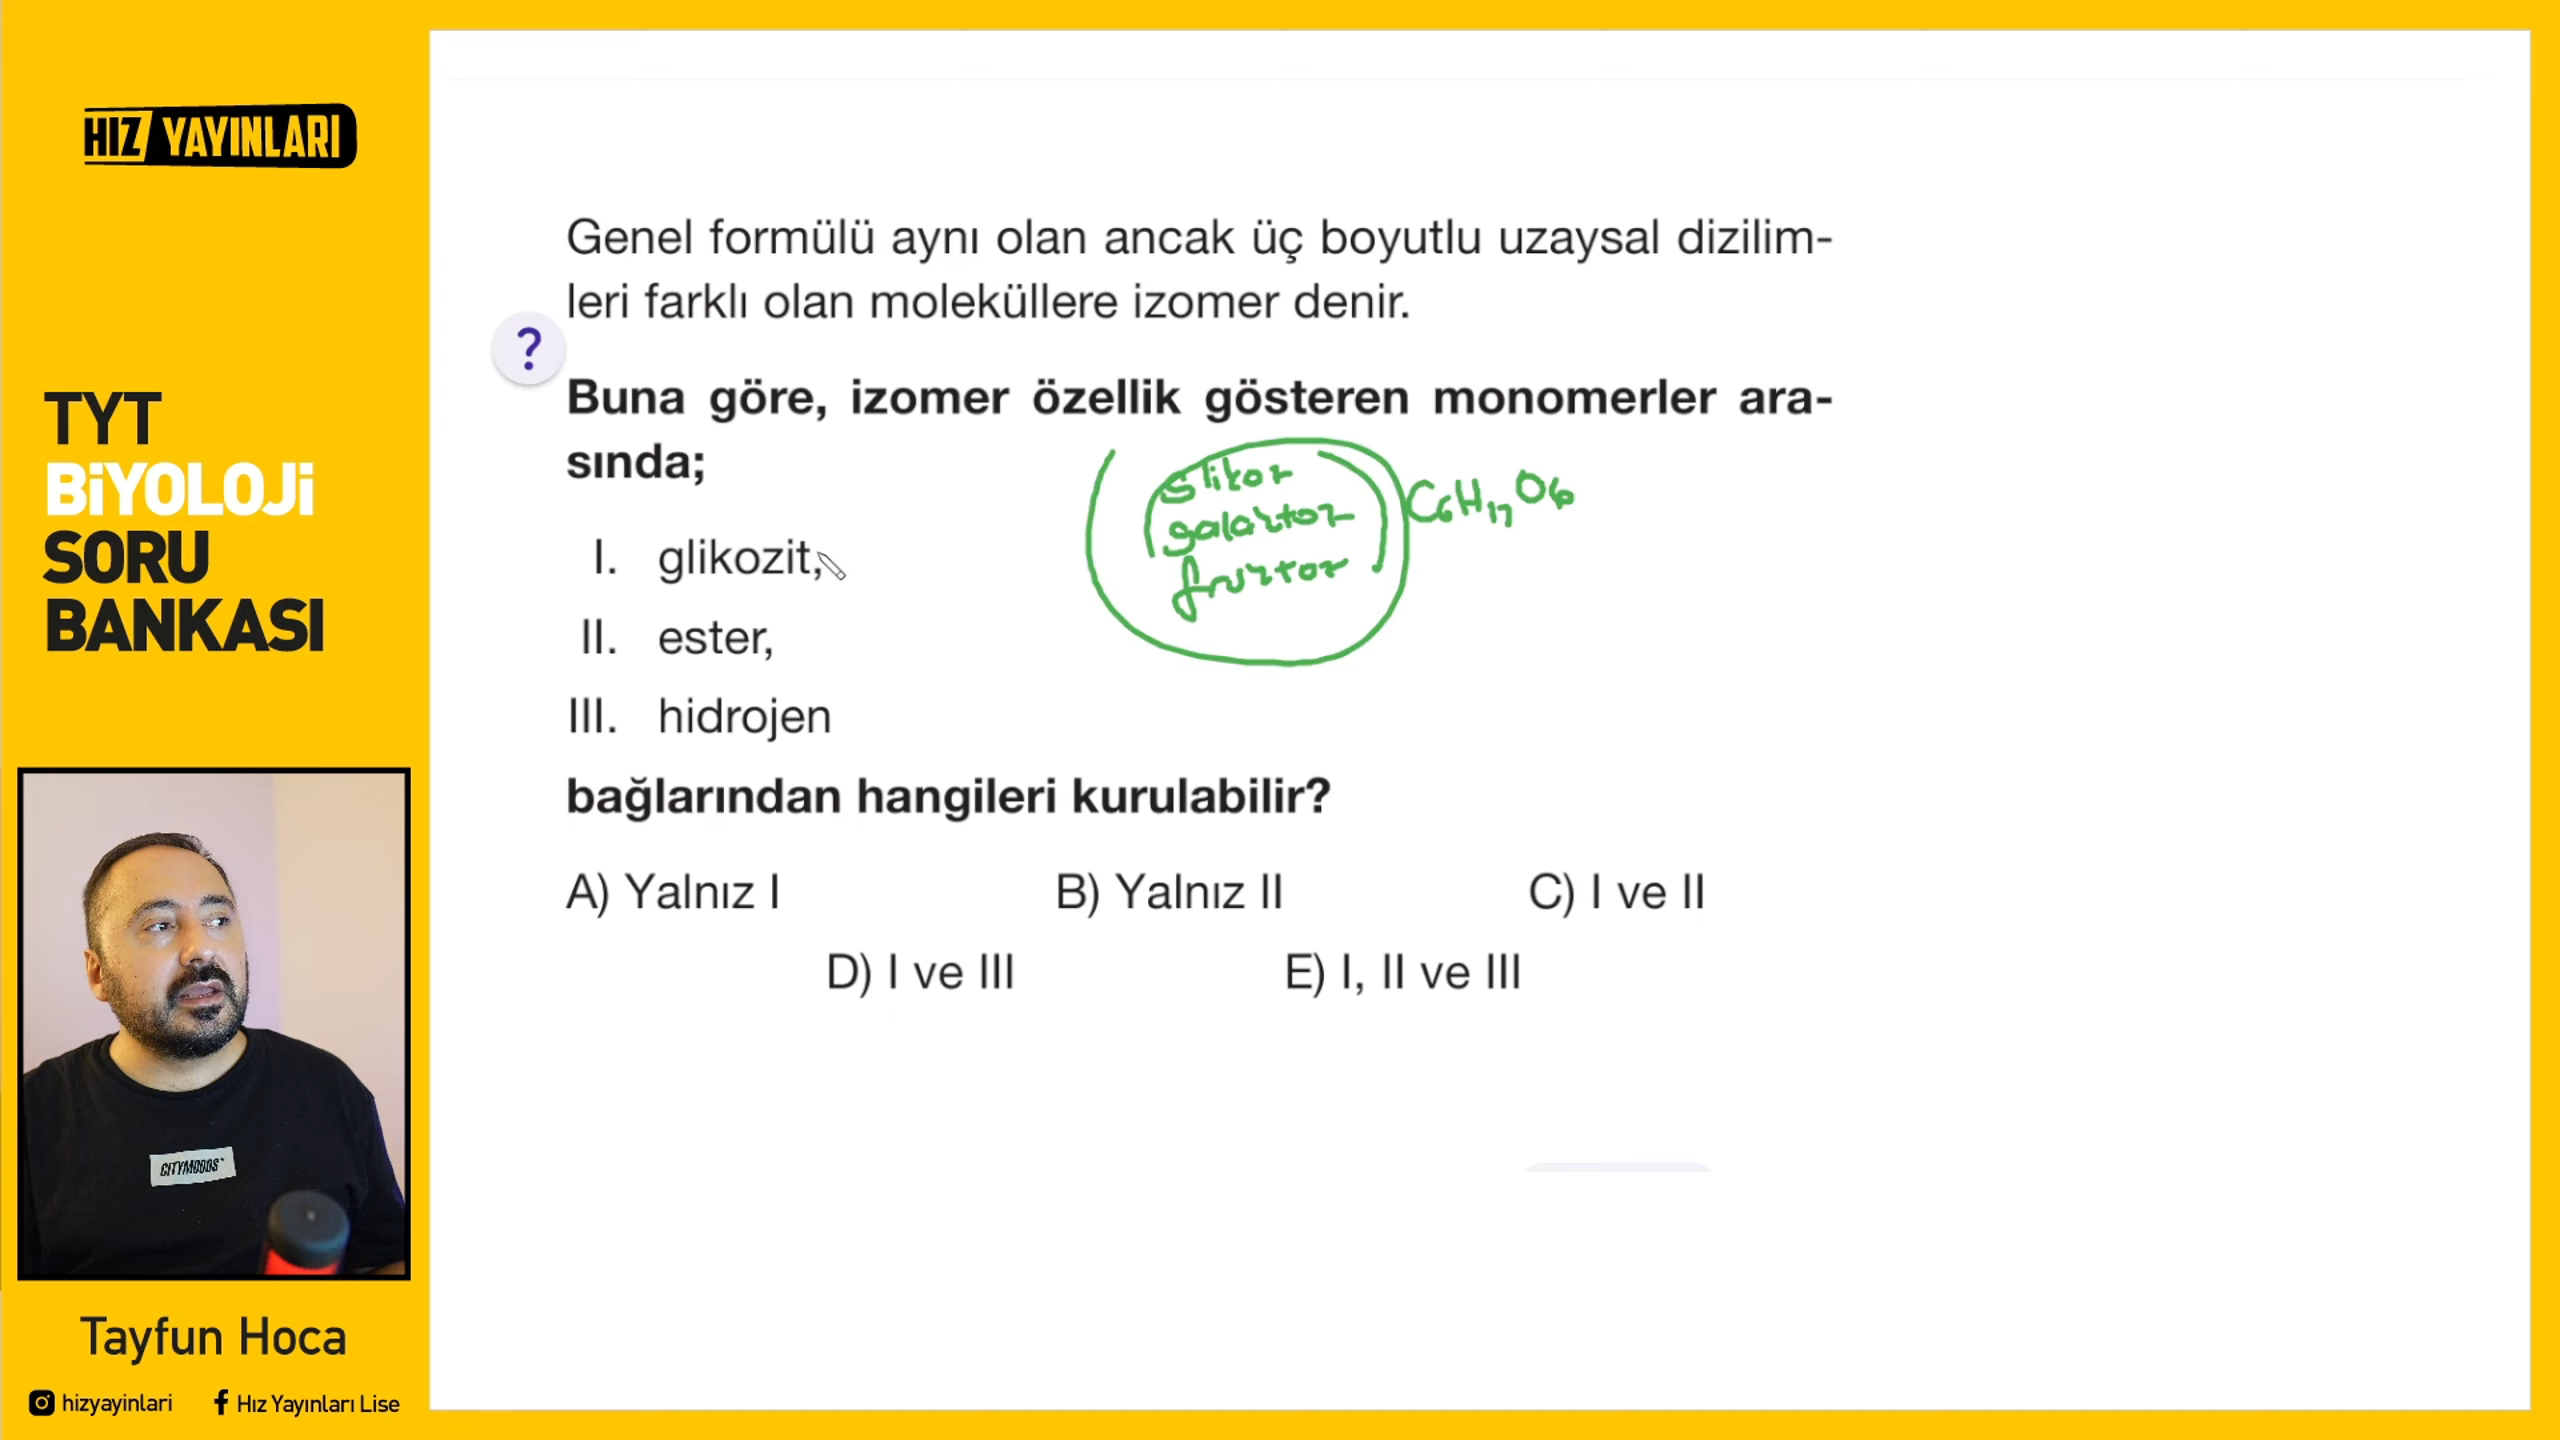 HIZ YAYINLARI
TYT
BiYOLOJi
SORU
BANKASI
CITYMOODS
Tayfun Hoca
hizyayinlari
Hız Yayınları Lise
Genel formülü aynı olan ancak üç boyutlu uzaysal dizilim-
leri farklı olan moleküllere izomer denir.
?
Buna göre, izomer özellik gösteren monomerler ara-
sında;
glikoz
galaktoz
fruktoz
C6H12O6
I. glikozit,
II. ester,
III. hidrojen
bağlarından hangileri kurulabilir?
A) Yalnız I B) Yalnız II C) I ve II
D) I ve III E) I, II ve III